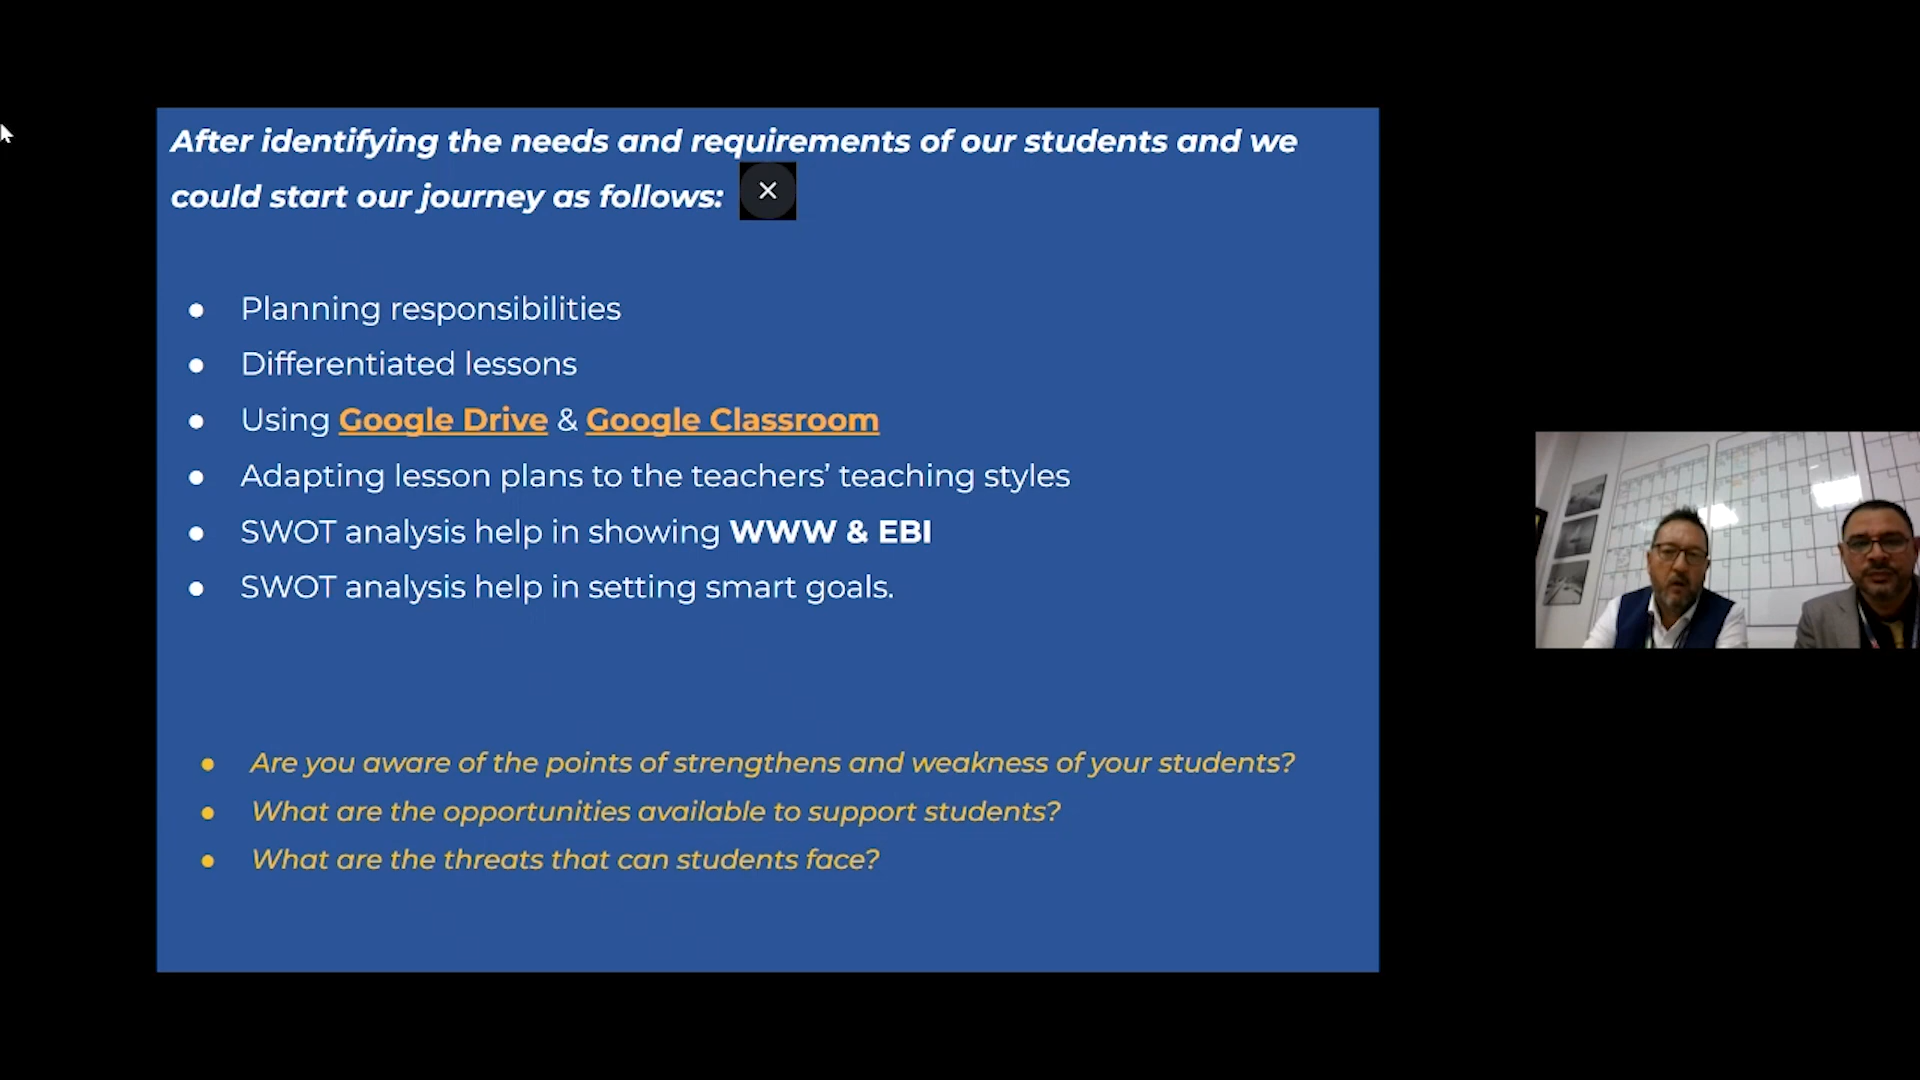 After identifying the needs and requirements of our students and we
could start our journey as follows:
● Planning responsibilities
● Differentiated lessons
● Using Google Drive & Google Classroom
● Adapting lesson plans to the teachers’ teaching styles
● SWOT analysis help in showing WWW & EBI
● SWOT analysis help in setting smart goals.
● Are you aware of the points of strengthens and weakness of your students?
● What are the opportunities available to support students?
● What are the threats that can students face?